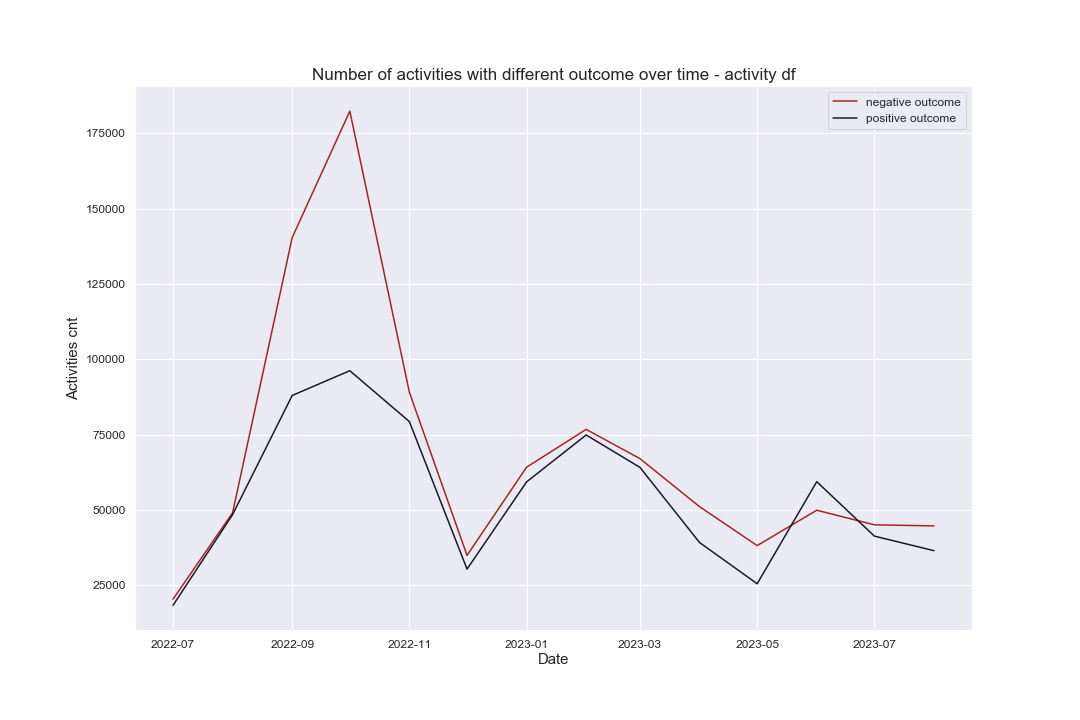 Number of activities with different outcome over time - activity df
negative outcome
positive outcome
175000
150000
125000
100000
75000
50000
25000
Activities cnt
2022-07 2022-09 2022-11 2023-01 2023-03 2023-05 2023-07
Date